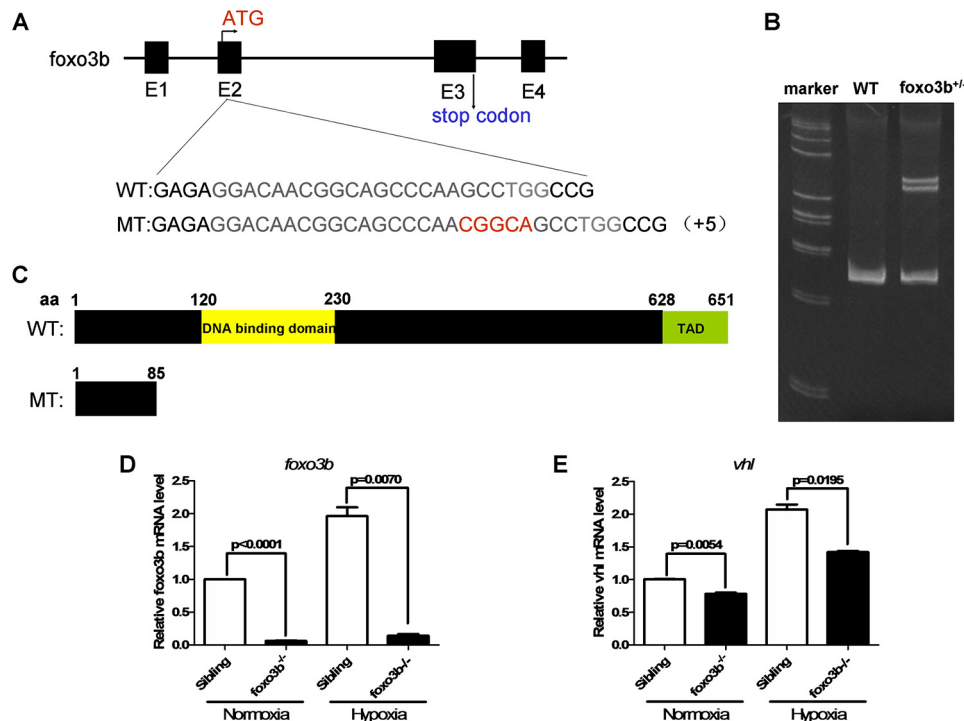 A
ATG
foxo3b
E1
E2
E3
E4
stop codon
WT:GAGAGGACAACGGCAGCCCAAGCCTGGCCG
MT:GAGAGGACAACGGCAGCCCAACGGCAGCCTGGCCG (+5)
B
marker WT foxo3b+/-
C
aa 1 120 230 628 651
WT: DNA binding domain TAD
1 85
MT:
D
foxo3b
Relative foxo3b mRNA level
2.5
2.0
1.5
1.0
0.5
0.0
p<0.0001
p=0.0070
Sibling
foxo3b-/-
Sibling
foxo3b-/-
Normoxia
Hypoxia
E
vhl
Relative vhl mRNA level
2.5
2.0
1.5
1.0
0.5
0.0
p=0.0054
p=0.0195
Sibling
foxo3b-/-
Sibling
foxo3b-/-
Normoxia
Hypoxia